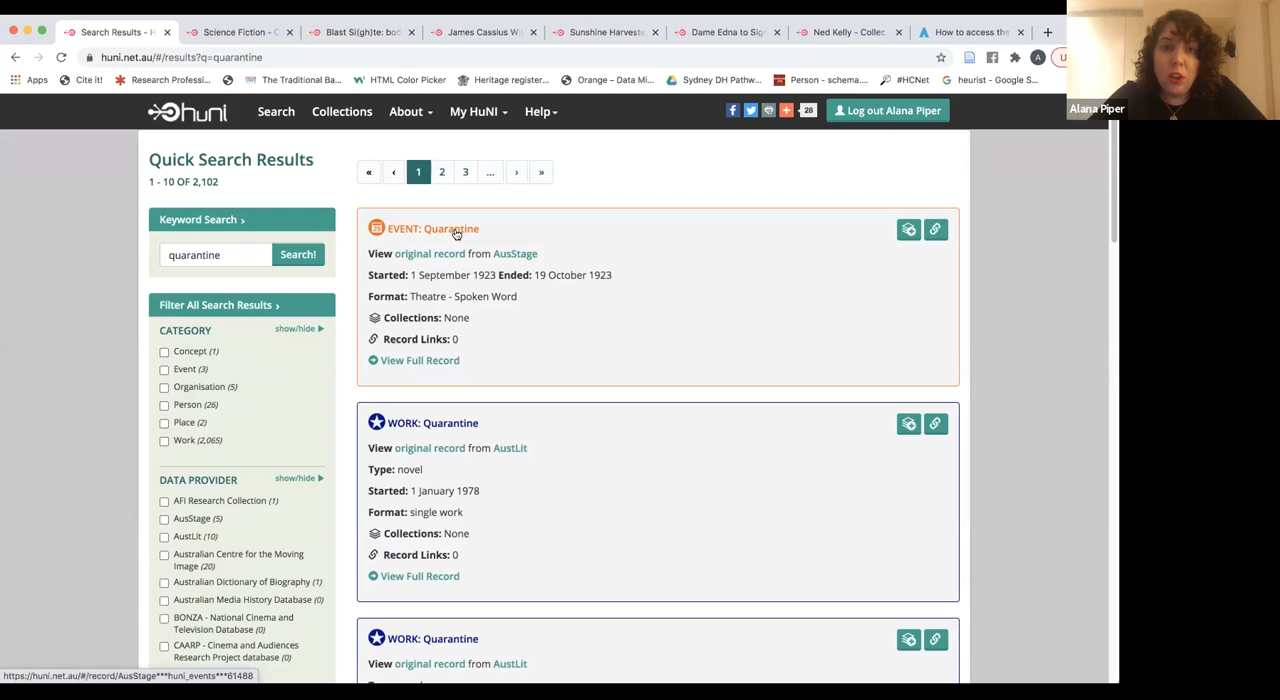 Search Results - H
Science Fiction - C
Blast Si(gh)te: boo
James Cassius Wi
Sunshine Harveste
Dame Edna to Sig
Ned Kelly - Collec
How to access the
huni.net.au/#/results?q=quarantine
A
U
Apps
Cite it!
Research Professi...
The Traditional Ba...
HTML Color Picker
Heritage register...
Orange – Data Mi...
Sydney DH Pathw...
Person - schema....
#HCNet
heurist - Google S...
Alana Piper
huni
Search
Collections
About
My HuNI
Help
28
Log out Alana Piper
Quick Search Results
1 - 10 OF 2,102
« ‹ 1 2 3 ... › »
Keyword Search ›
quarantine
Search!
Filter All Search Results ›
CATEGORY
show/hide
Concept (1)
Event (3)
Organisation (5)
Person (26)
Place (2)
Work (2,065)
DATA PROVIDER
show/hide
AFI Research Collection (1)
AusStage (5)
AustLit (10)
Australian Centre for the Moving
Image (20)
Australian Dictionary of Biography (1)
Australian Media History Database (0)
BONZA - National Cinema and
Television Database (0)
CAARP - Cinema and Audiences
Research Project database (0)
EVENT: Quarantine
View original record from AusStage
Started: 1 September 1923 Ended: 19 October 1923
Format: Theatre - Spoken Word
Collections: None
Record Links: 0
View Full Record
WORK: Quarantine
View original record from AustLit
Type: novel
Started: 1 January 1978
Format: single work
Collections: None
Record Links: 0
View Full Record
WORK: Quarantine
View original record from AustLit
https://huni.net.au/#/record/AusStage***huni_events***61488